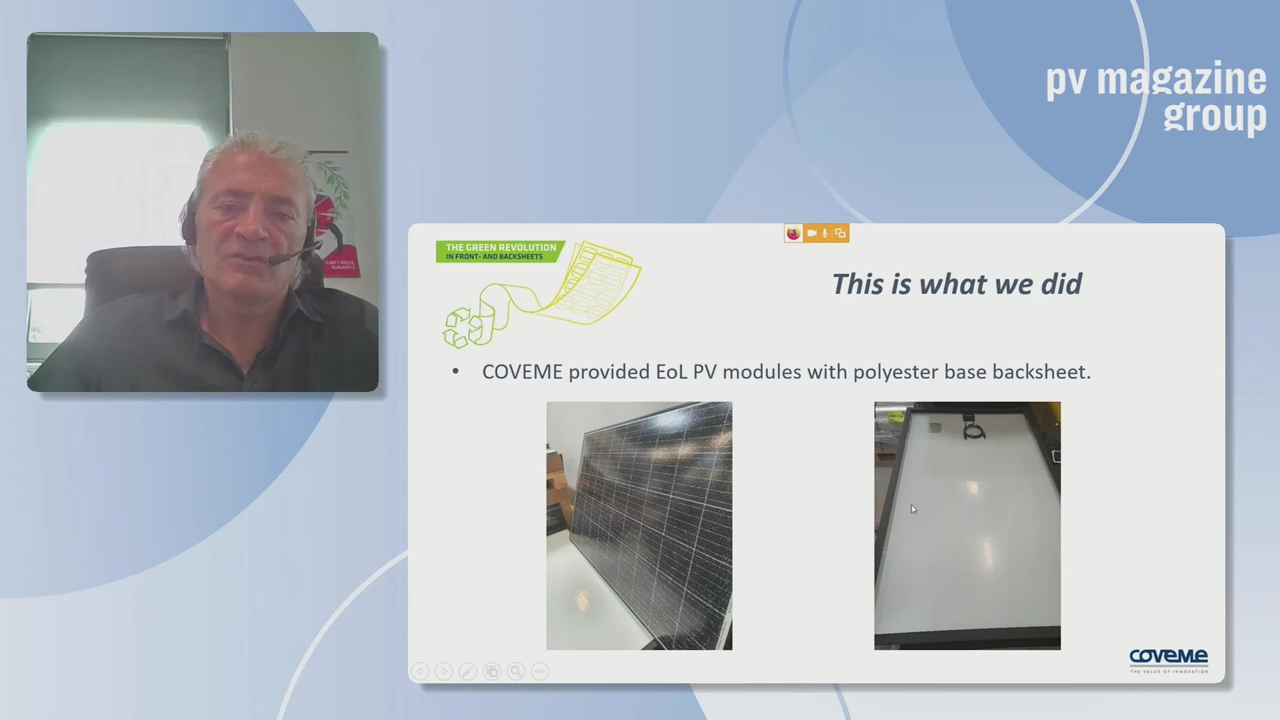 pv magazine
group
THE GREEN REVOLUTION
IN FRONT- AND BACKSHEETS
This is what we did
• COVEME provided EoL PV modules with polyester base backsheet.
COVEME
THE VALUE OF INNOVATION